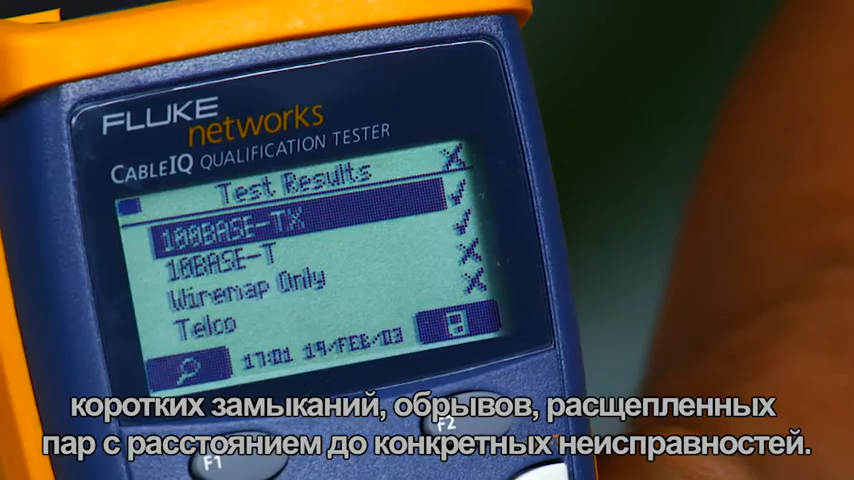 FLUKE
networks
CABLEIQ QUALIFICATION TESTER
Test Results
100BASE-TX
10BASE-T
Wiremap Only
Telco
17:01 19/FEB/03
коротких замыканий, обрывов, расщепленных
пар с расстоянием до конкретных неисправностей.
F1
F2